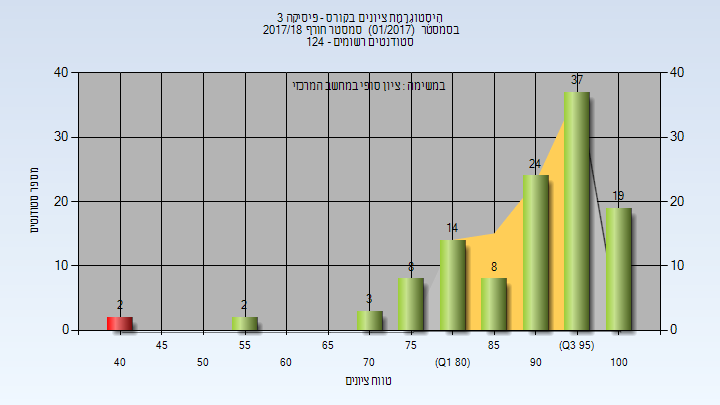 היסטוגרמת ציונים בקורס - פיסיקה 3
בסמסטר (01/2017) סמסטר חורף 2017/18
סטודנטים רשומים - 124
במשימה : ציון סופי במחשב המרכזי
40 40
30 30
20 20
10 10
0 0
מספר סטודנטים
2 2 3 8 14 8 24 37 19
45 55 65 75 85 (Q3 95)
40 50 60 70 (Q1 80) 90 100
טווח ציונים